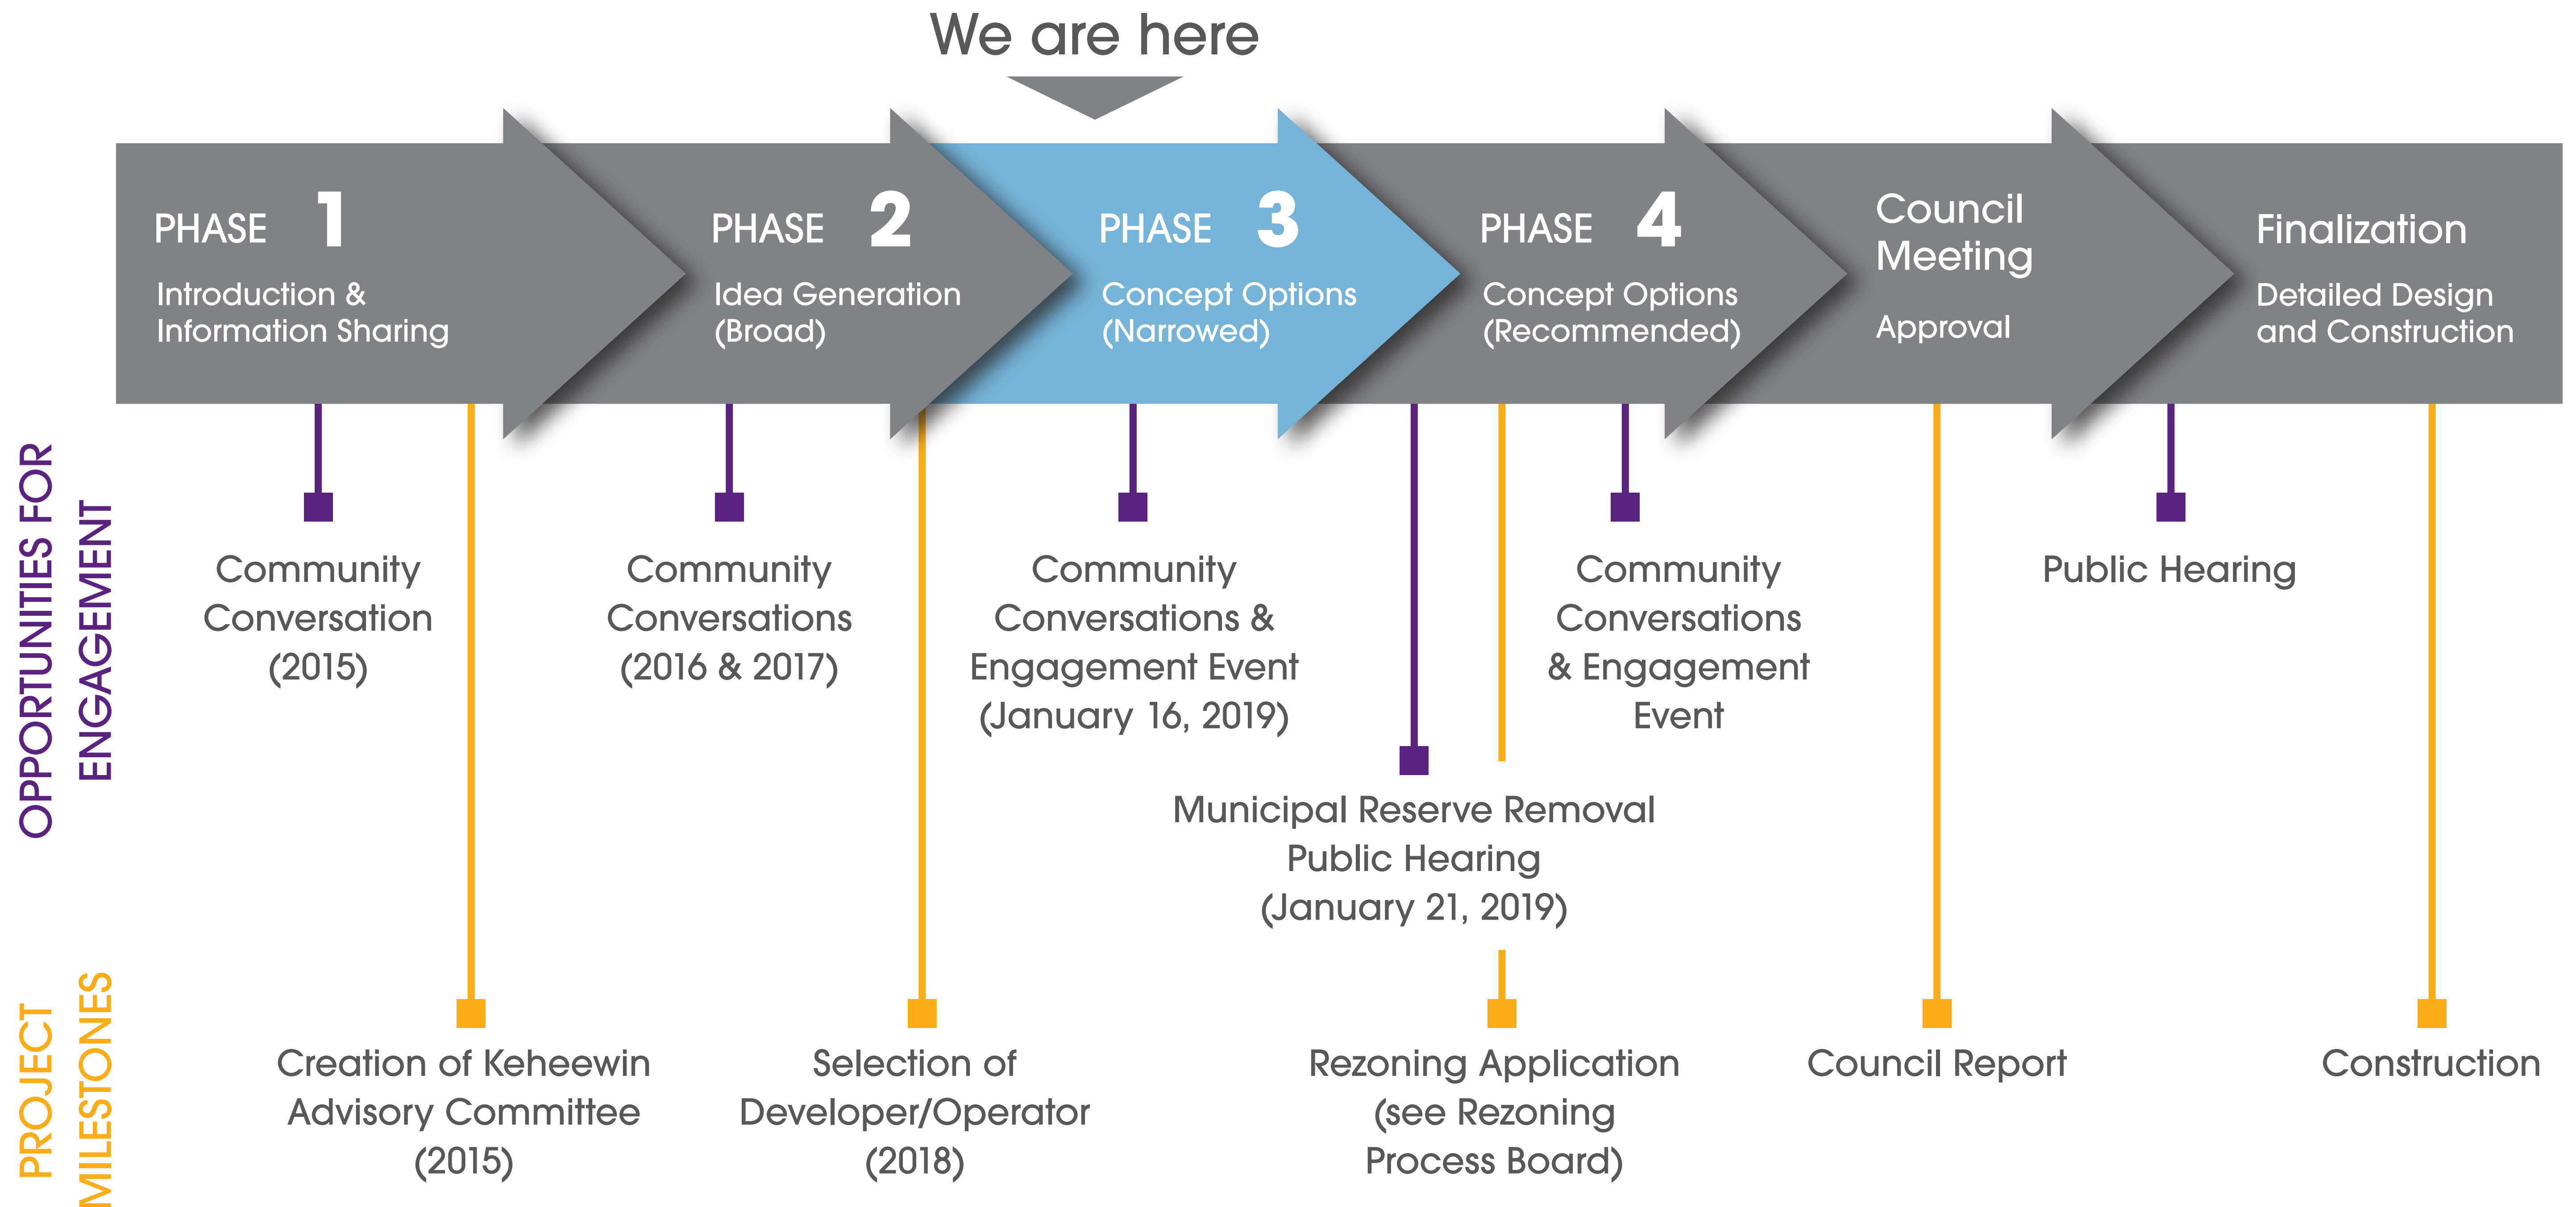 We are here
PHASE 1
Introduction &
Information Sharing
PHASE 2
Idea Generation
(Broad)
PHASE 3
Concept Options
(Narrowed)
PHASE 4
Concept Options
(Recommended)
Council
Meeting
Approval
Finalization
Detailed Design
and Construction
OPPORTUNITIES FOR
ENGAGEMENT
Community
Conversation
(2015)
Community
Conversations
(2016 & 2017)
Community
Conversations &
Engagement Event
(January 16, 2019)
Municipal Reserve Removal
Public Hearing
(January 21, 2019)
Community
Conversations
& Engagement
Event
Public Hearing
PROJECT
MILESTONES
Creation of Keheewin
Advisory Committee
(2015)
Selection of
Developer/Operator
(2018)
Rezoning Application
(see Rezoning
Process Board)
Council Report
Construction